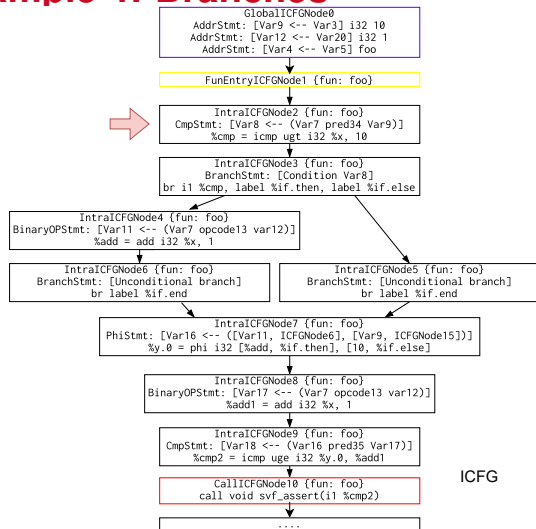 GlobalICFGNode0
AddrStmt: [Var9 <-- Var3] i32 10
AddrStmt: [Var12 <-- Var20] i32 1
AddrStmt: [Var4 <-- Var5] foo
FunEntryICFGNode1 {fun: foo}
IntraICFGNode2 {fun: foo}
CmpStmt: [Var8 <-- (Var7 pred34 Var9)]
%cmp = icmp ugt i32 %x, 10
IntraICFGNode3 {fun: foo}
BranchStmt: [Condition Var8]
br i1 %cmp, label %if.then, label %if.else
IntraICFGNode4 {fun: foo}
BinaryOPStmt: [Var11 <-- (Var7 opcode13 var12)]
%add = add i32 %x, 1
IntraICFGNode6 {fun: foo}
BranchStmt: [Unconditional branch]
br label %if.end
IntraICFGNode5 {fun: foo}
BranchStmt: [Unconditional branch]
br label %if.end
IntraICFGNode7 {fun: foo}
PhiStmt: [Var16 <-- ([Var11, ICFGNode6], [Var9, ICFGNode15])]
%y.0 = phi i32 [%add, %if.then], [10, %if.else]
IntraICFGNode8 {fun: foo}
BinaryOPStmt: [Var17 <-- (Var7 opcode13 var12)]
%add1 = add i32 %x, 1
IntraICFGNode9 {fun: foo}
CmpStmt: [Var18 <-- (Var16 pred35 Var17)]
%cmp2 = icmp uge i32 %y.0, %add1
ICFG
CallICFGNode10 {fun: foo}
call void svf_assert(i1 %cmp2)
....